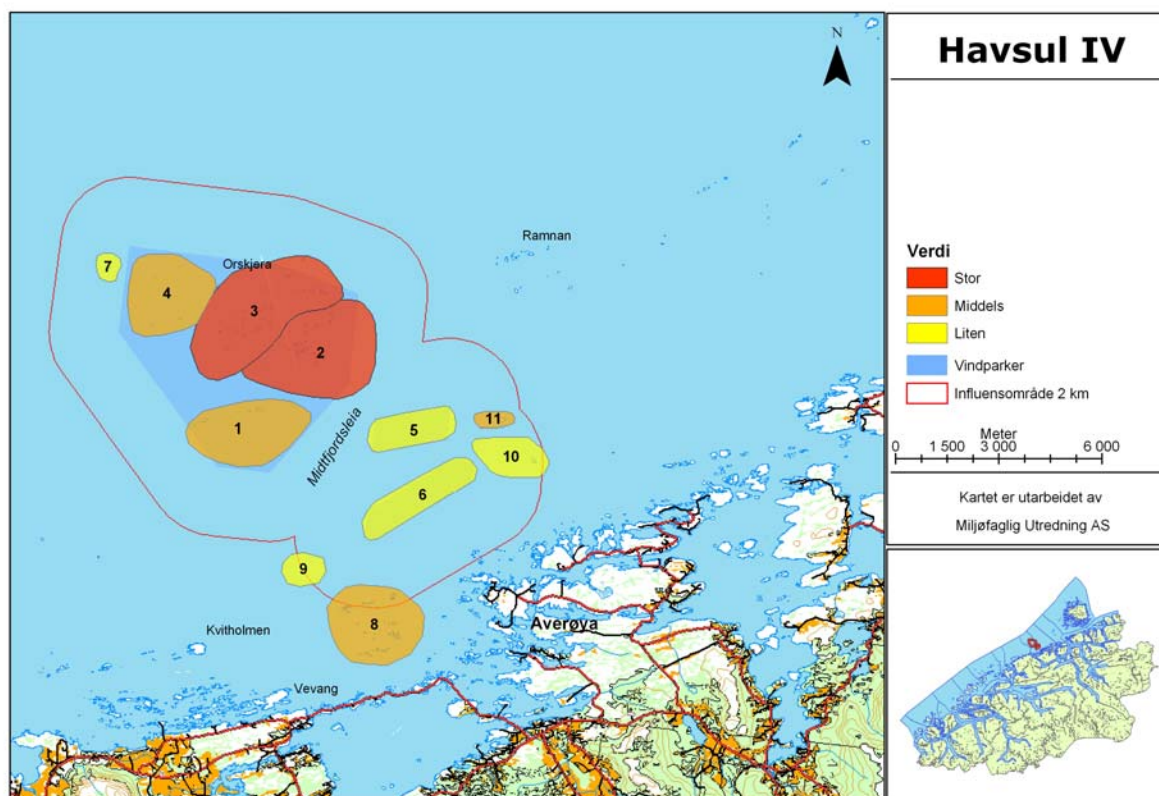 Havsul IV
N
Ramnan
Orskjera
7
4
3
2
1
Midtfjordsleia
5
11
10
6
9
8
Averøya
Kvitholmen
Vevang
Verdi
Stor
Middels
Liten
Vindparker
Influensområde 2 km
Meter
0 1 500 3 000 6 000
Kartet er utarbeidet av
Miljøfaglig Utredning AS